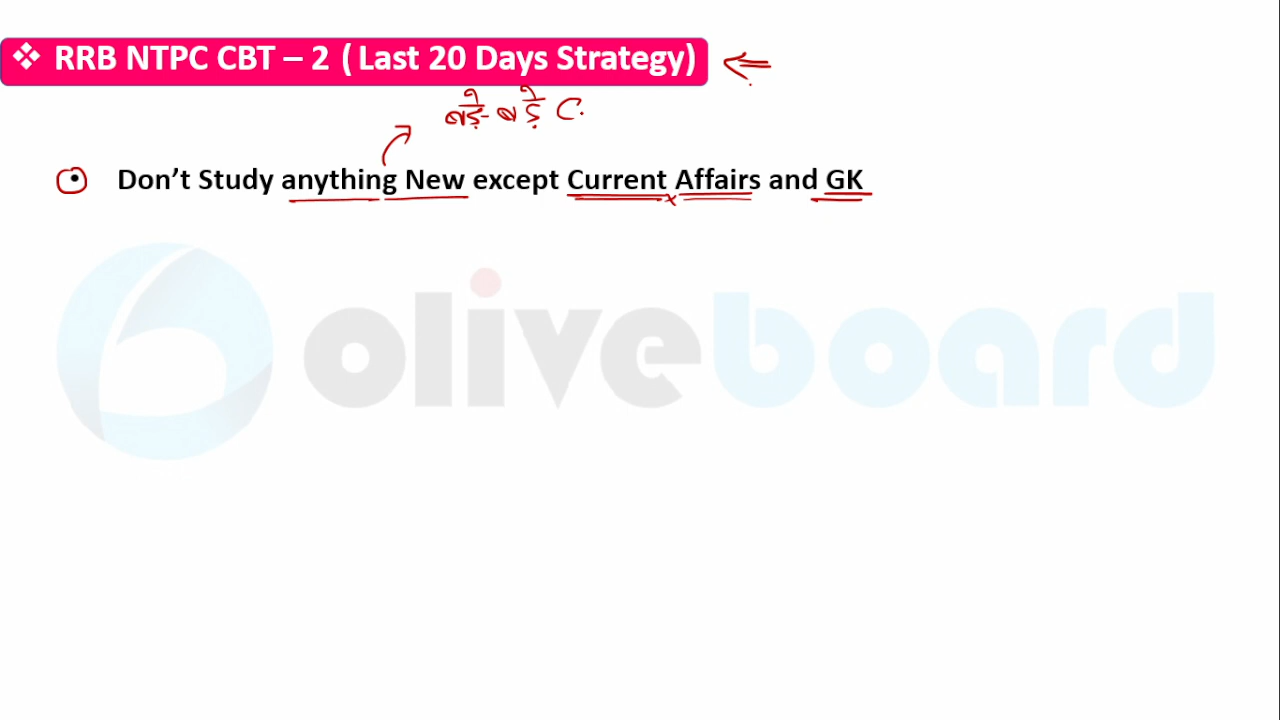 ❖ RRB NTPC CBT – 2 ( Last 20 Days Strategy)
बड़े-बड़े C.
• Don’t Study anything New except Current Affairs and GK
oliveboard